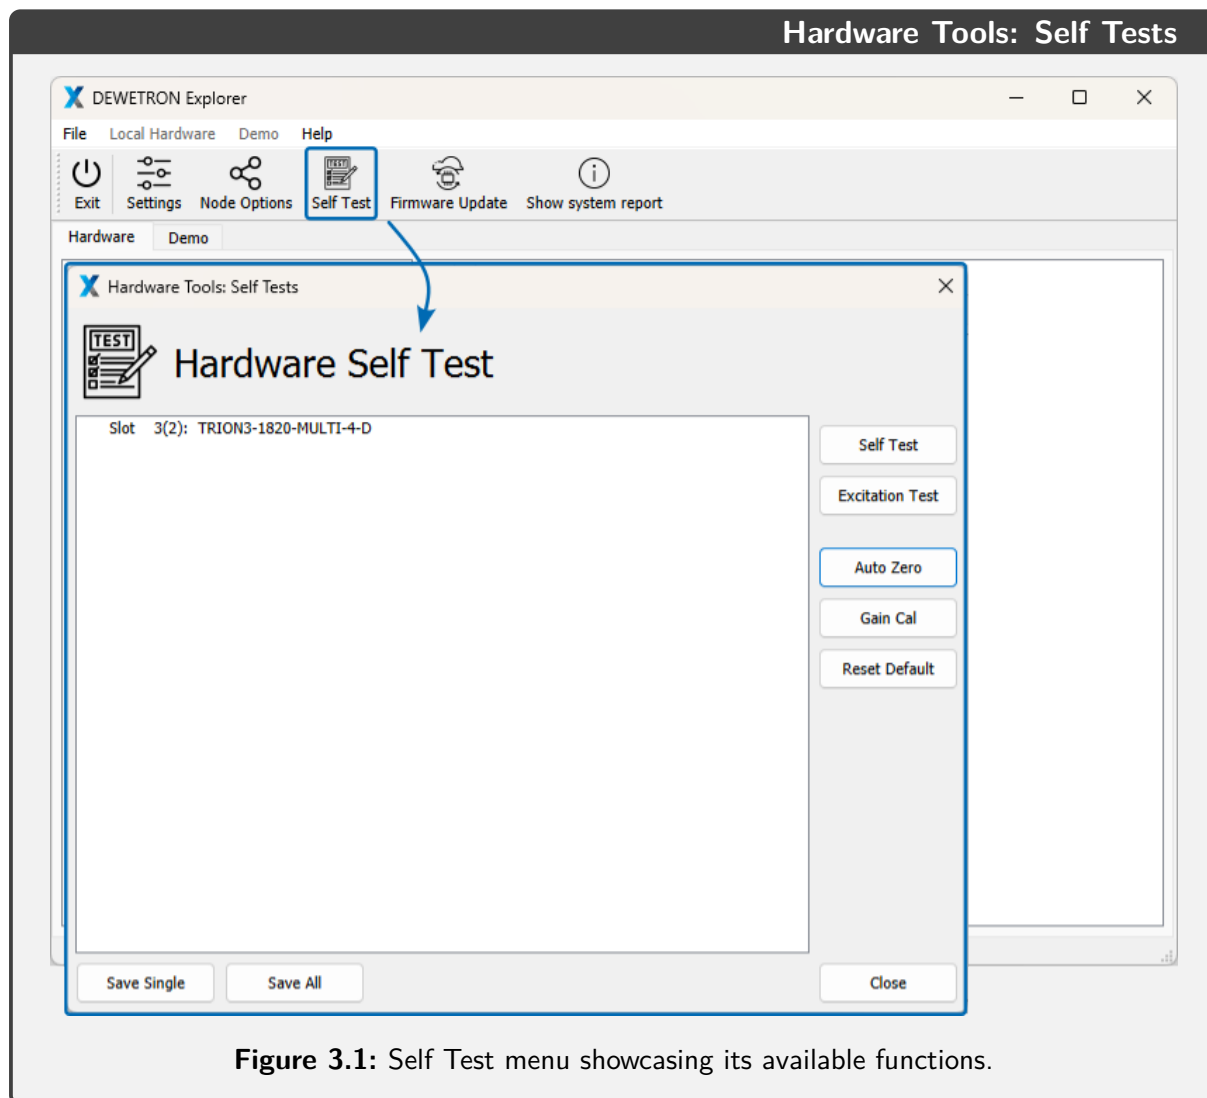 Hardware Tools: Self Tests
DEWETRON Explorer
File Local Hardware Demo Help
Exit Settings Node Options Self Test Firmware Update Show system report
Hardware Demo
Hardware Tools: Self Tests
TEST
Hardware Self Test
Slot 3(2): TRION3-1820-MULTI-4-D
Self Test
Excitation Test
Auto Zero
Gain Cal
Reset Default
Save Single Save All Close
Figure 3.1: Self Test menu showcasing its available functions.